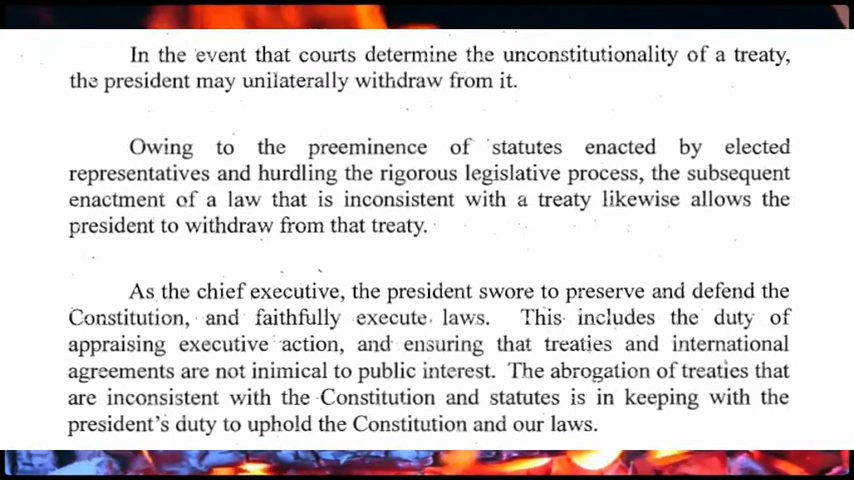 In the event that courts determine the unconstitutionality of a treaty,
the president may unilaterally withdraw from it.
Owing to the preeminence of statutes enacted by elected
representatives and hurdling the rigorous legislative process, the subsequent
enactment of a law that is inconsistent with a treaty likewise allows the
president to withdraw from that treaty.
As the chief executive, the president swore to preserve and defend the
Constitution, and faithfully execute laws. This includes the duty of
appraising executive action, and ensuring that treaties and international
agreements are not inimical to public interest. The abrogation of treaties that
are inconsistent with the Constitution and statutes is in keeping with the
president's duty to uphold the Constitution and our laws.